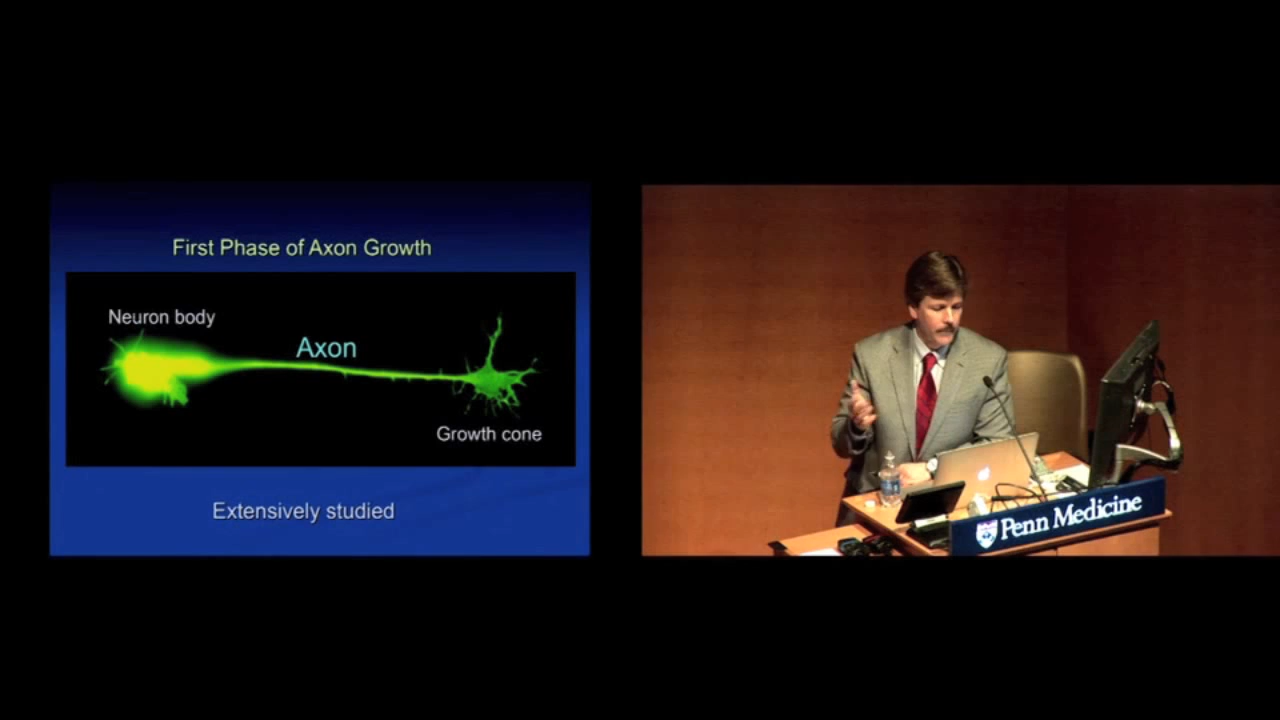 First Phase of Axon Growth
Neuron body
Axon
Growth cone
Extensively studied
Penn Medicine